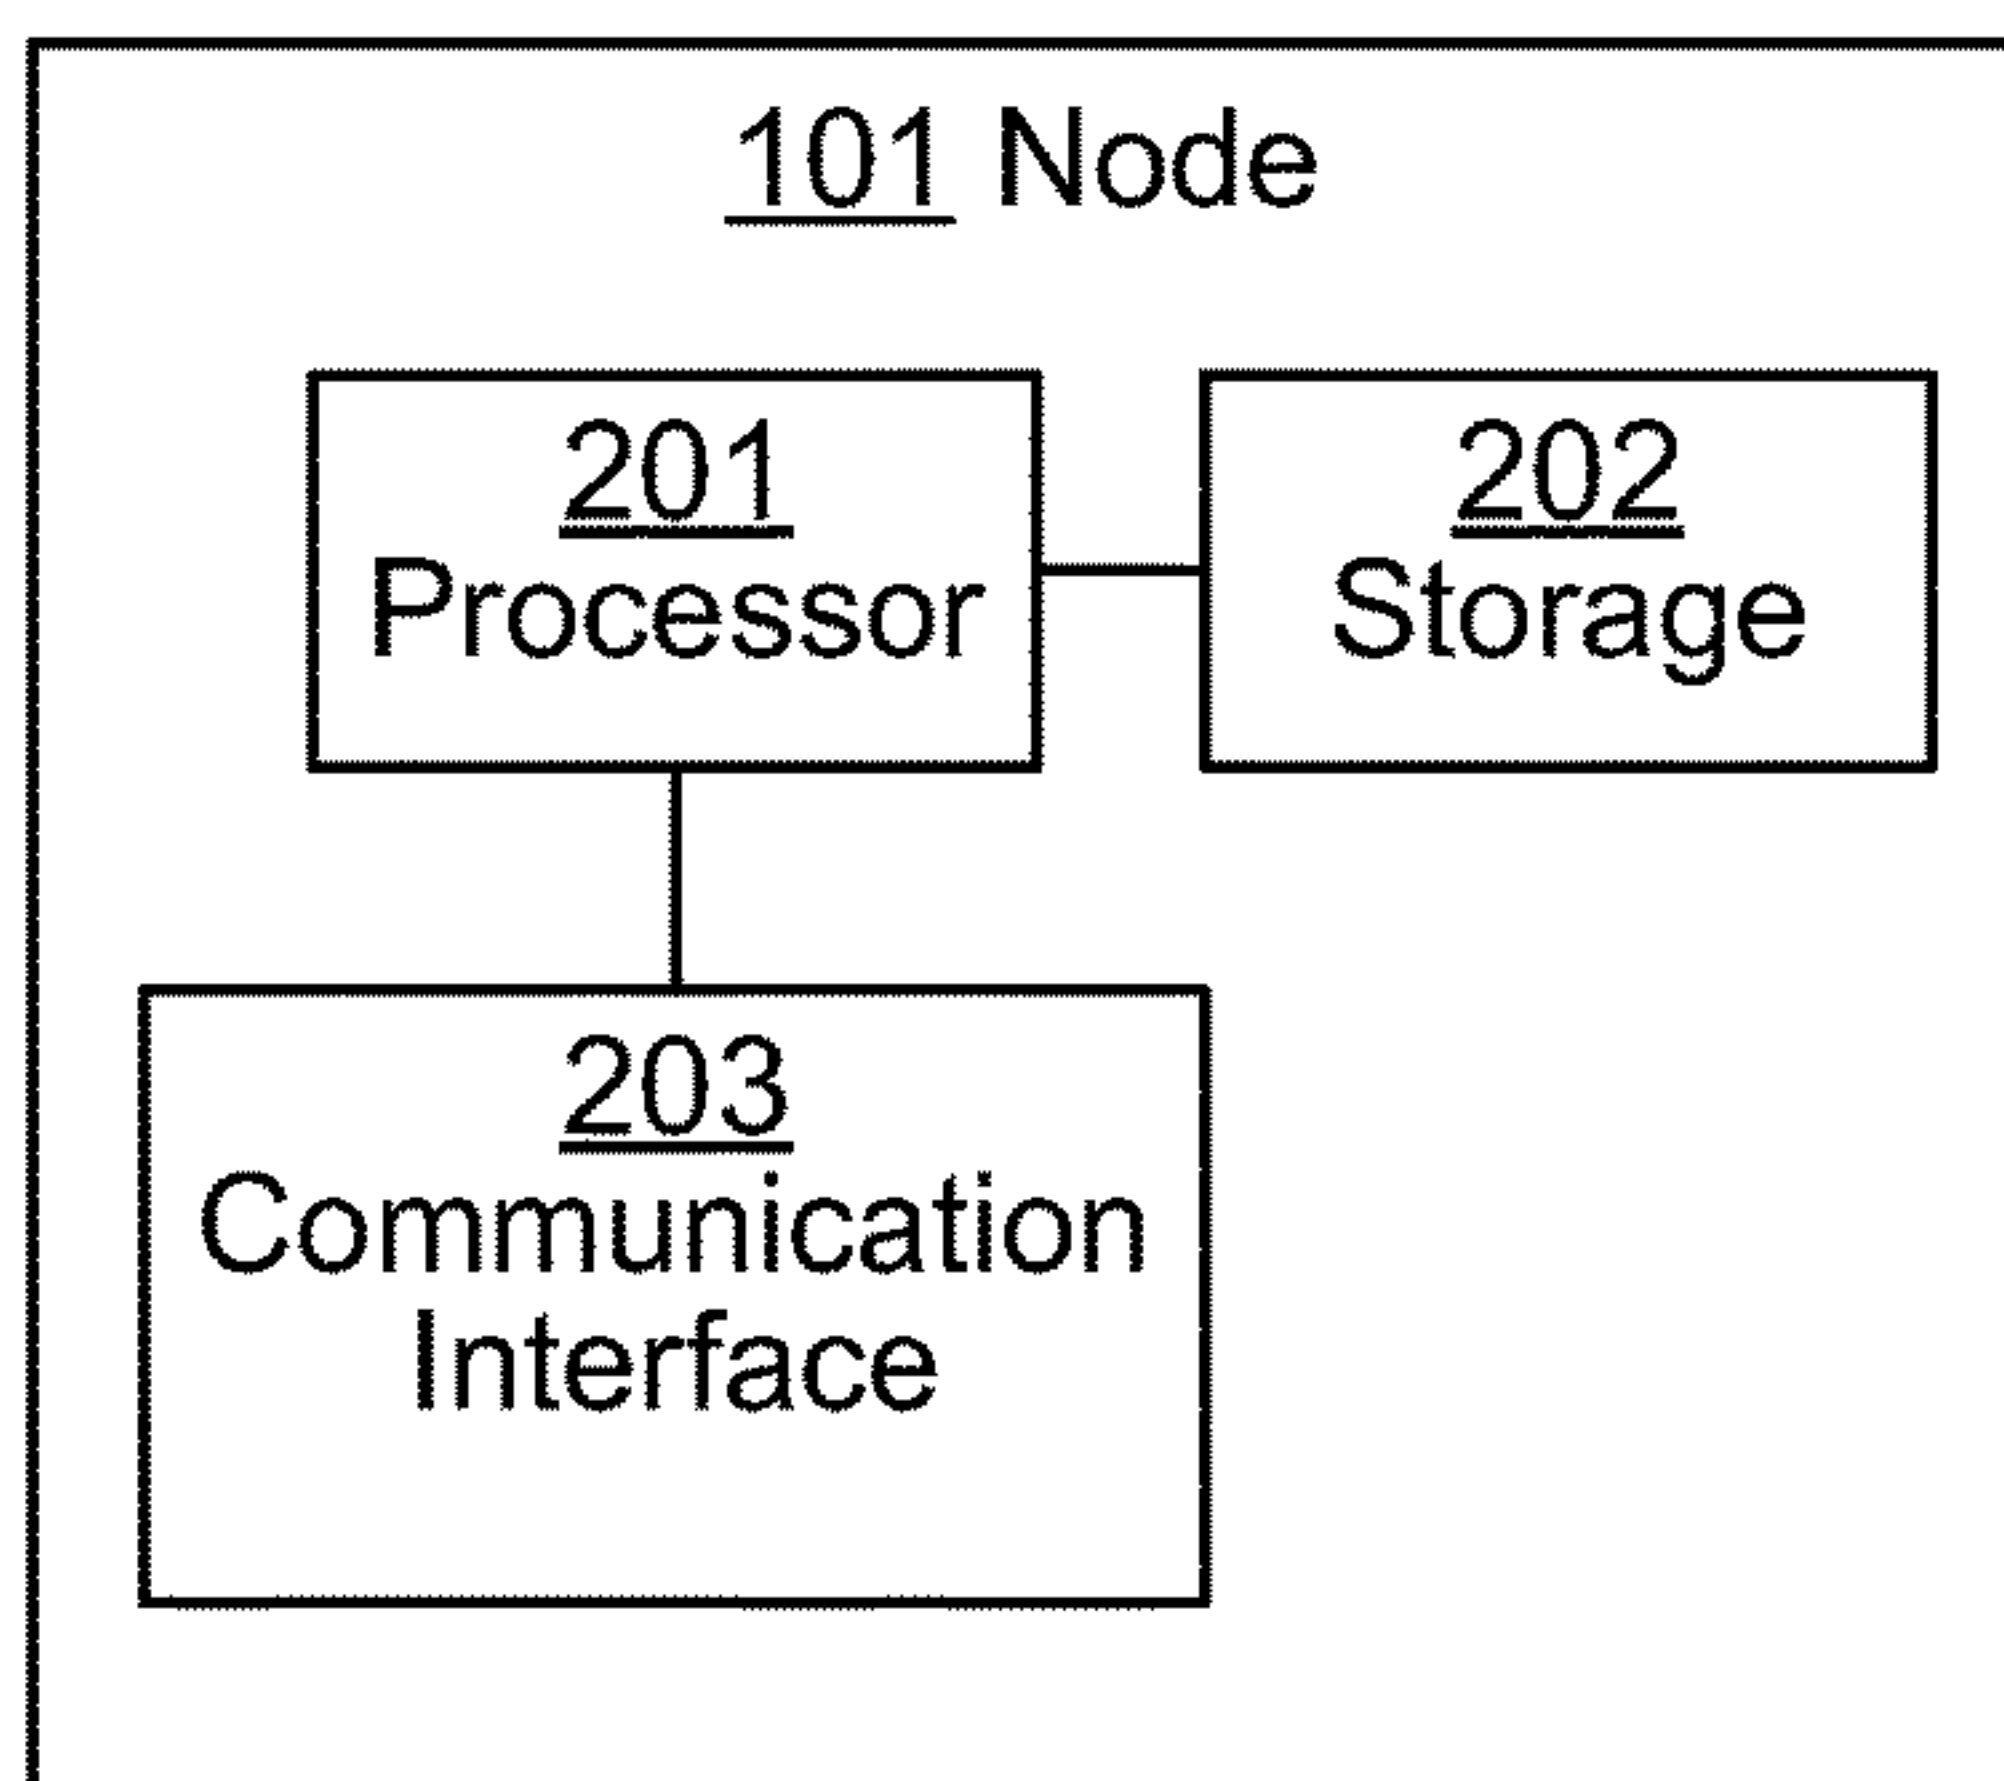 101 Node
201
Processor
202
Storage
203
Communication
Interface